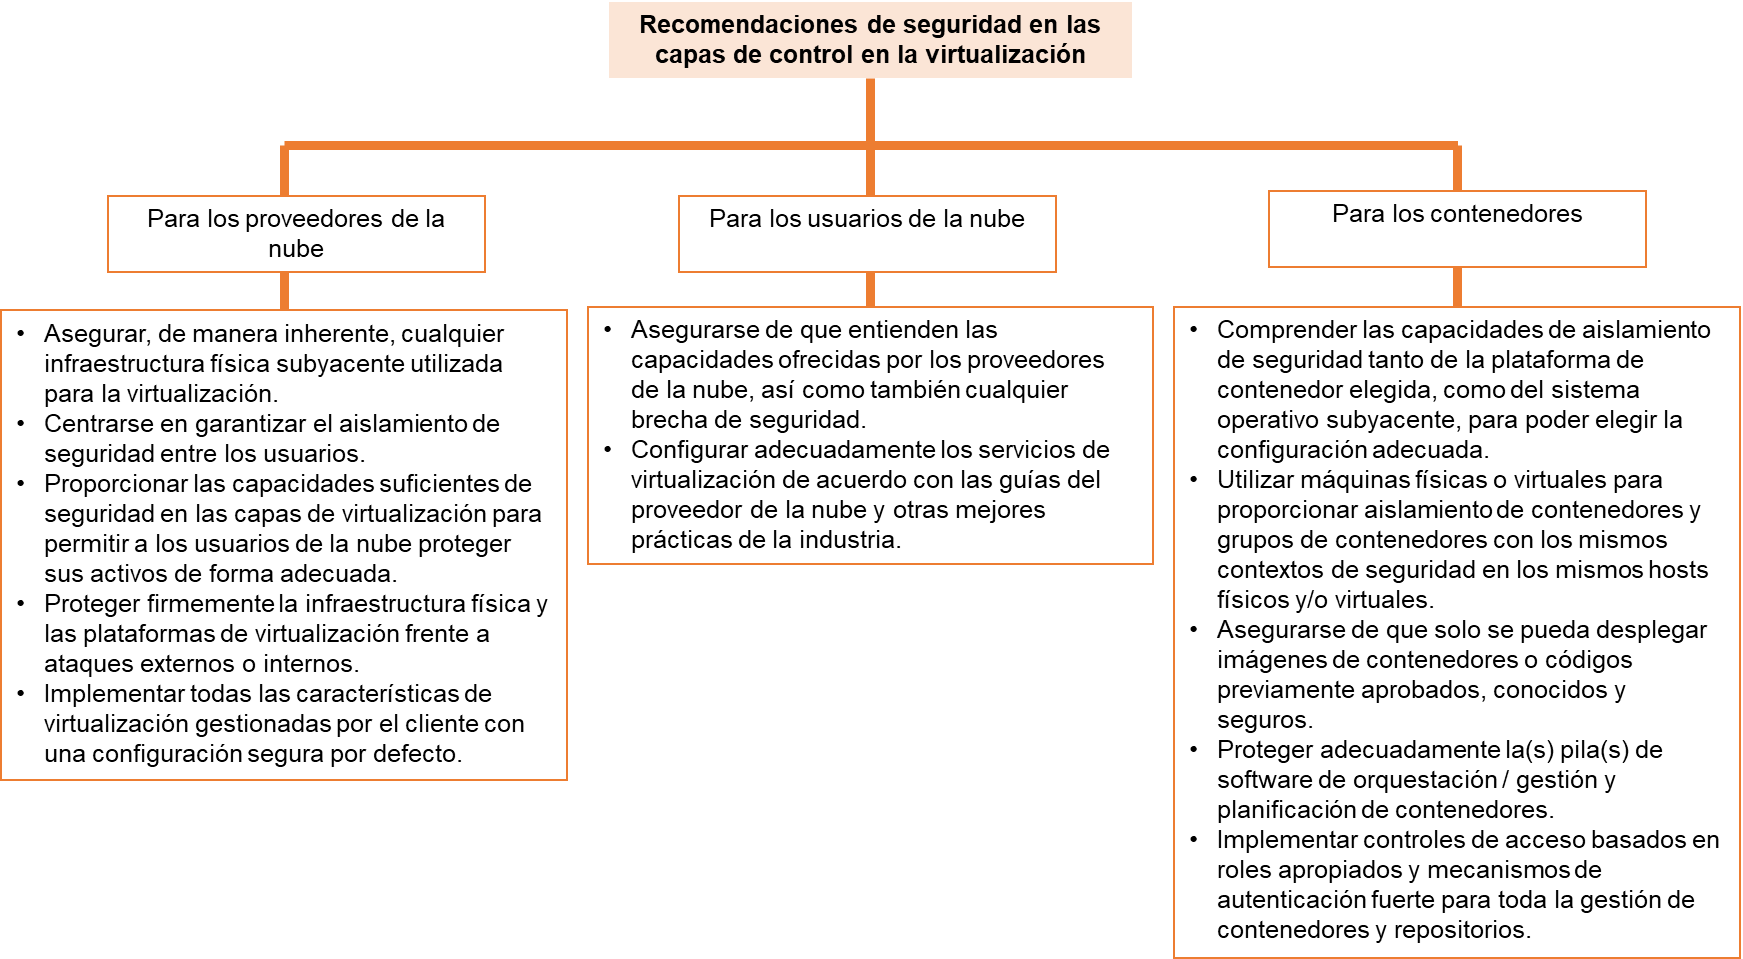 Recomendaciones de seguridad en las
capas de control en la virtualización
Para los proveedores de la
nube
• Asegurar, de manera inherente, cualquier
infraestructura física subyacente utilizada
para la virtualización.
• Centrarse en garantizar el aislamiento de
seguridad entre los usuarios.
• Proporcionar las capacidades suficientes de
seguridad en las capas de virtualización para
permitir a los usuarios de la nube proteger
sus activos de forma adecuada.
• Proteger firmemente la infraestructura física y
las plataformas de virtualización frente a
ataques externos o internos.
• Implementar todas las características de
virtualización gestionadas por el cliente con
una configuración segura por defecto.
Para los usuarios de la nube
• Asegurarse de que entienden las
capacidades ofrecidas por los proveedores
de la nube, así como también cualquier
brecha de seguridad.
• Configurar adecuadamente los servicios de
virtualización de acuerdo con las guías del
proveedor de la nube y otras mejores
prácticas de la industria.
Para los contenedores
• Comprender las capacidades de aislamiento
de seguridad tanto de la plataforma de
contenedor elegida, como del sistema
operativo subyacente, para poder elegir la
configuración adecuada.
• Utilizar máquinas físicas o virtuales para
proporcionar aislamiento de contenedores y
grupos de contenedores con los mismos
contextos de seguridad en los mismos hosts
físicos y/o virtuales.
• Asegurarse de que solo se pueda desplegar
imágenes de contenedores o códigos
previamente aprobados, conocidos y
seguros.
• Proteger adecuadamente la(s) pila(s) de
software de orquestación / gestión y
planificación de contenedores.
• Implementar controles de acceso basados en
roles apropiados y mecanismos de
autenticación fuerte para toda la gestión de
contenedores y repositorios.